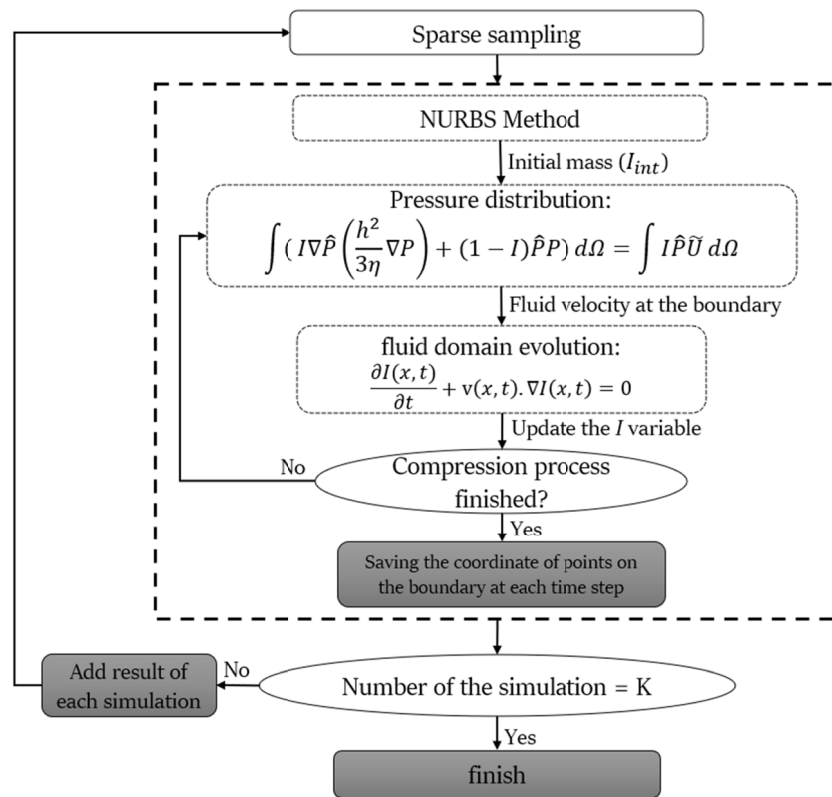 Sparse sampling
NURBS Method
Initial mass (I_{int})
Pressure distribution:
∫( I∇P̂ (h²/3η ∇P) + (1 − I)P̂P) dΩ = ∫ IP̂Ũ dΩ
Fluid velocity at the boundary
fluid domain evolution:
∂I(x, t)/∂t + v(x, t). ∇I(x, t) = 0
Update the I variable
No
Compression process
finished?
Yes
Saving the coordinate of points on
the boundary at each time step
Add result of
each simulation
No
Number of the simulation = K
Yes
finish